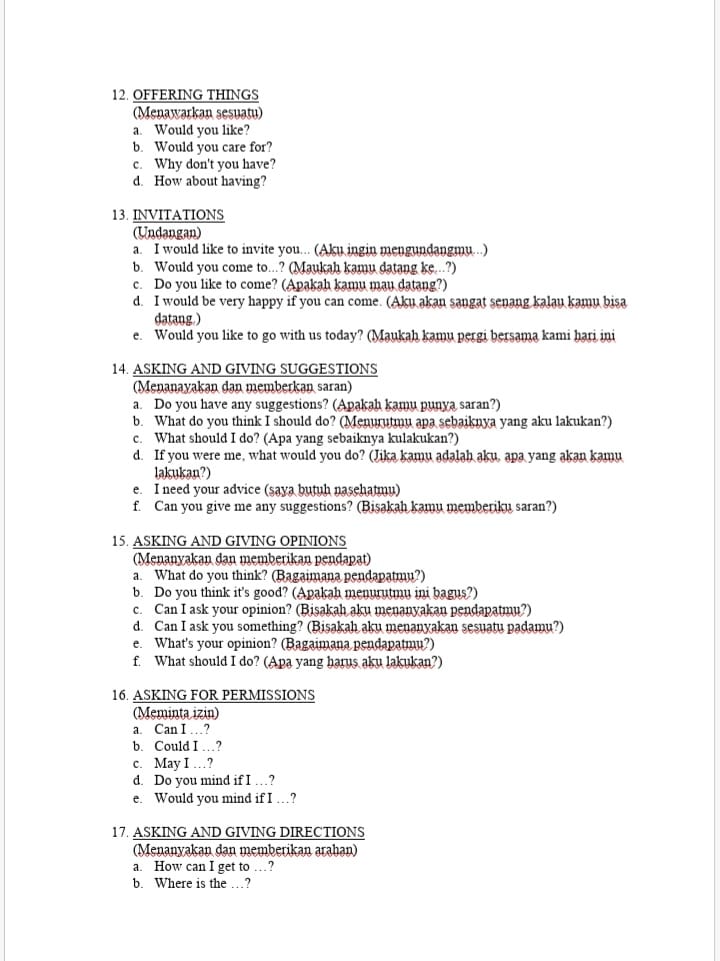 12. OFFERING THINGS
(Menawarkan sesuatu)
a. Would you like?
b. Would you care for?
c. Why don't you have?
d. How about having?
13. INVITATIONS
(Undangan)
a. I would like to invite you... (Aku ingin mengundangmu...)
b. Would you come to...? (Maukah kamu datang ke...?)
c. Do you like to come? (Apakah kamu mau datang?)
d. I would be very happy if you can come. (Aku akan sangat senang kalau kamu bisa
datang.)
e. Would you like to go with us today? (Maukah kamu pergi bersama kami hari ini
14. ASKING AND GIVING SUGGESTIONS
(Menanayakan dan memberkan saran)
a. Do you have any suggestions? (Apakah kamu punya saran?)
b. What do you think I should do? (Menurutmu apa sebaiknya yang aku lakukan?)
c. What should I do? (Apa yang sebaiknya kulakukan?)
d. If you were me, what would you do? (Jika kamu adalah aku, apa yang akan kamu
lakukan?)
e. I need your advice (saya butuh nasehatmu)
f. Can you give me any suggestions? (Bisakah kamu memberiku saran?)
15. ASKING AND GIVING OPINIONS
(Menanyakan dan memberikan pendapat)
a. What do you think? (Bagaimana pendapatmu?)
b. Do you think it's good? (Apakah menurutmu ini bagus?)
c. Can I ask your opinion? (Bisakah aku menanyakan pendapatmu?)
d. Can I ask you something? (Bisakah aku menanyakan sesuatu padamu?)
e. What's your opinion? (Bagaimana pendapatmu?)
f. What should I do? (Apa yang harus aku lakukan?)
16. ASKING FOR PERMISSIONS
(Meminta izin)
a. Can I ...?
b. Could I ...?
c. May I ...?
d. Do you mind if I ...?
e. Would you mind if I ...?
17. ASKING AND GIVING DIRECTIONS
(Menanyakan dan memberikan arahan)
a. How can I get to ...?
b. Where is the ...?